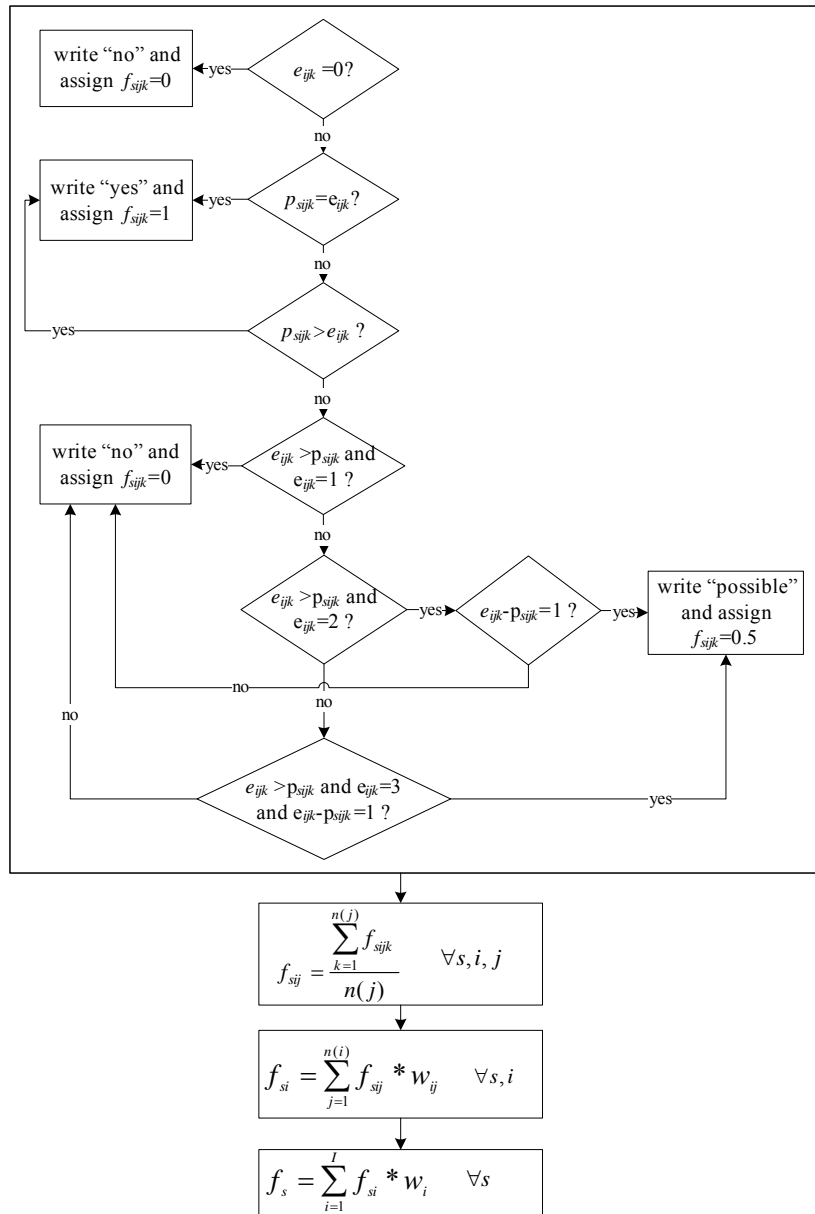 write “no” and
assign f_sijk=0
yes
e_ijk =0?
no
write “yes” and
assign f_sijk=1
yes
p_sijk=e_ijk?
no
yes
p_sijk>e_ijk ?
no
write “no” and
assign f_sijk=0
yes
e_ijk >p_sijk and
e_ijk=1 ?
no
e_ijk >p_sijk and
e_ijk=2 ?
yes
e_ijk-p_sijk=1 ?
yes
write “possible”
and assign
f_sijk=0.5
no
no
no
e_ijk >p_sijk and e_ijk=3
and e_ijk-p_sijk=1 ?
yes
f_sij = ∑_{k=1}^{n(j)} f_sijk / n(j) ∀s, i, j
f_si = ∑_{j=1}^{n(i)} f_sij * w_ij ∀s, i
f_s = ∑_{i=1}^{I} f_si * w_i ∀s